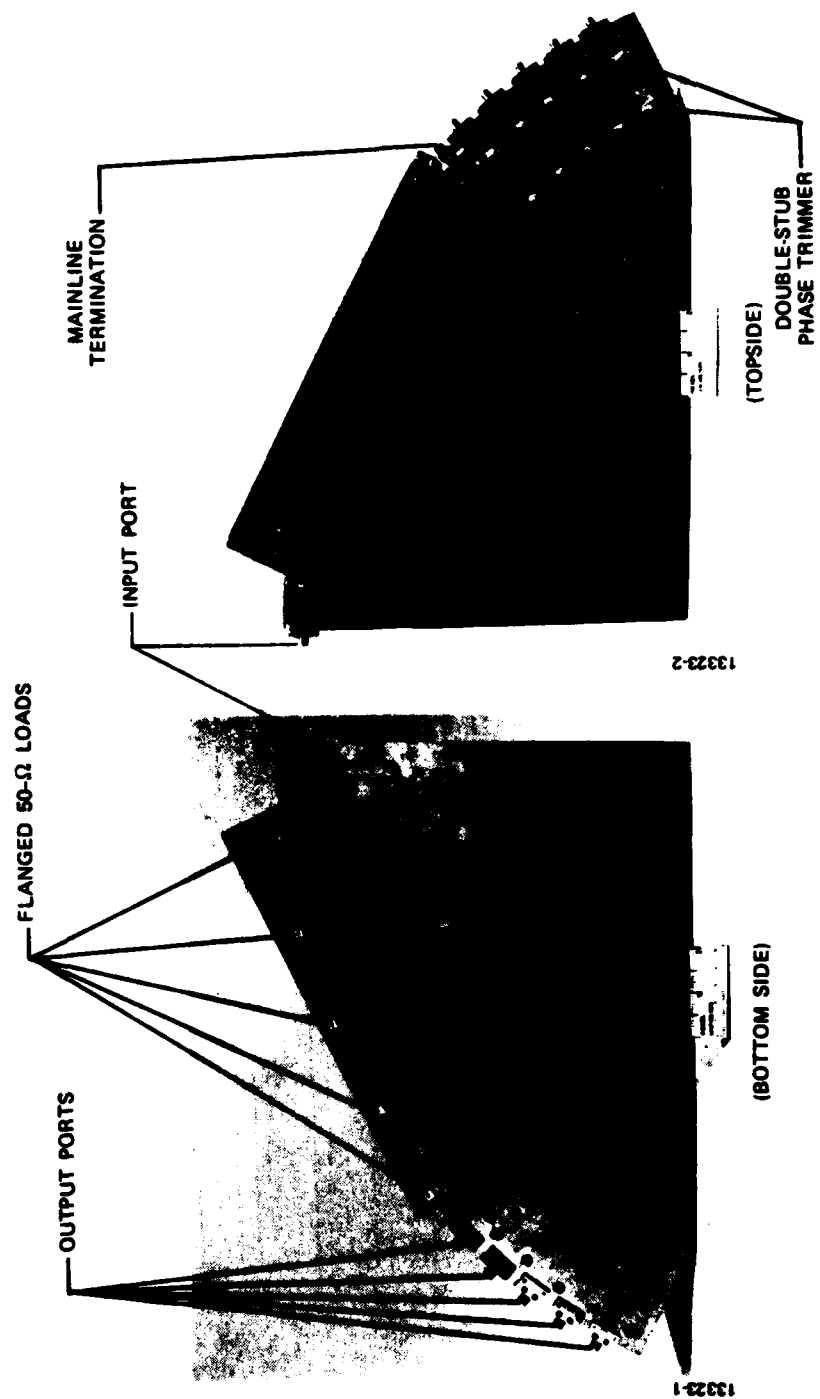 OUTPUT PORTS
FLANGED 50-Ω LOADS
INPUT PORT
MAINLINE
TERMINATION
(BOTTOM SIDE)
(TOPSIDE)
DOUBLE-STUB
PHASE TRIMMER
13323-1
13323-2